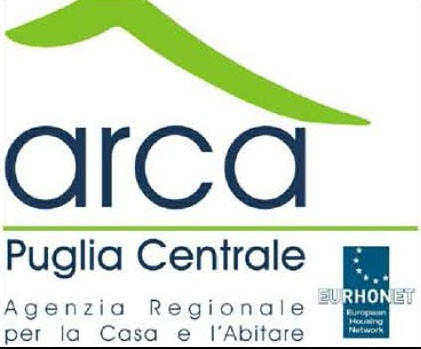 arca
Puglia Centrale
Agenzia Regionale
per la Casa e l'Abitare
EURHONET
European
Housing
Network